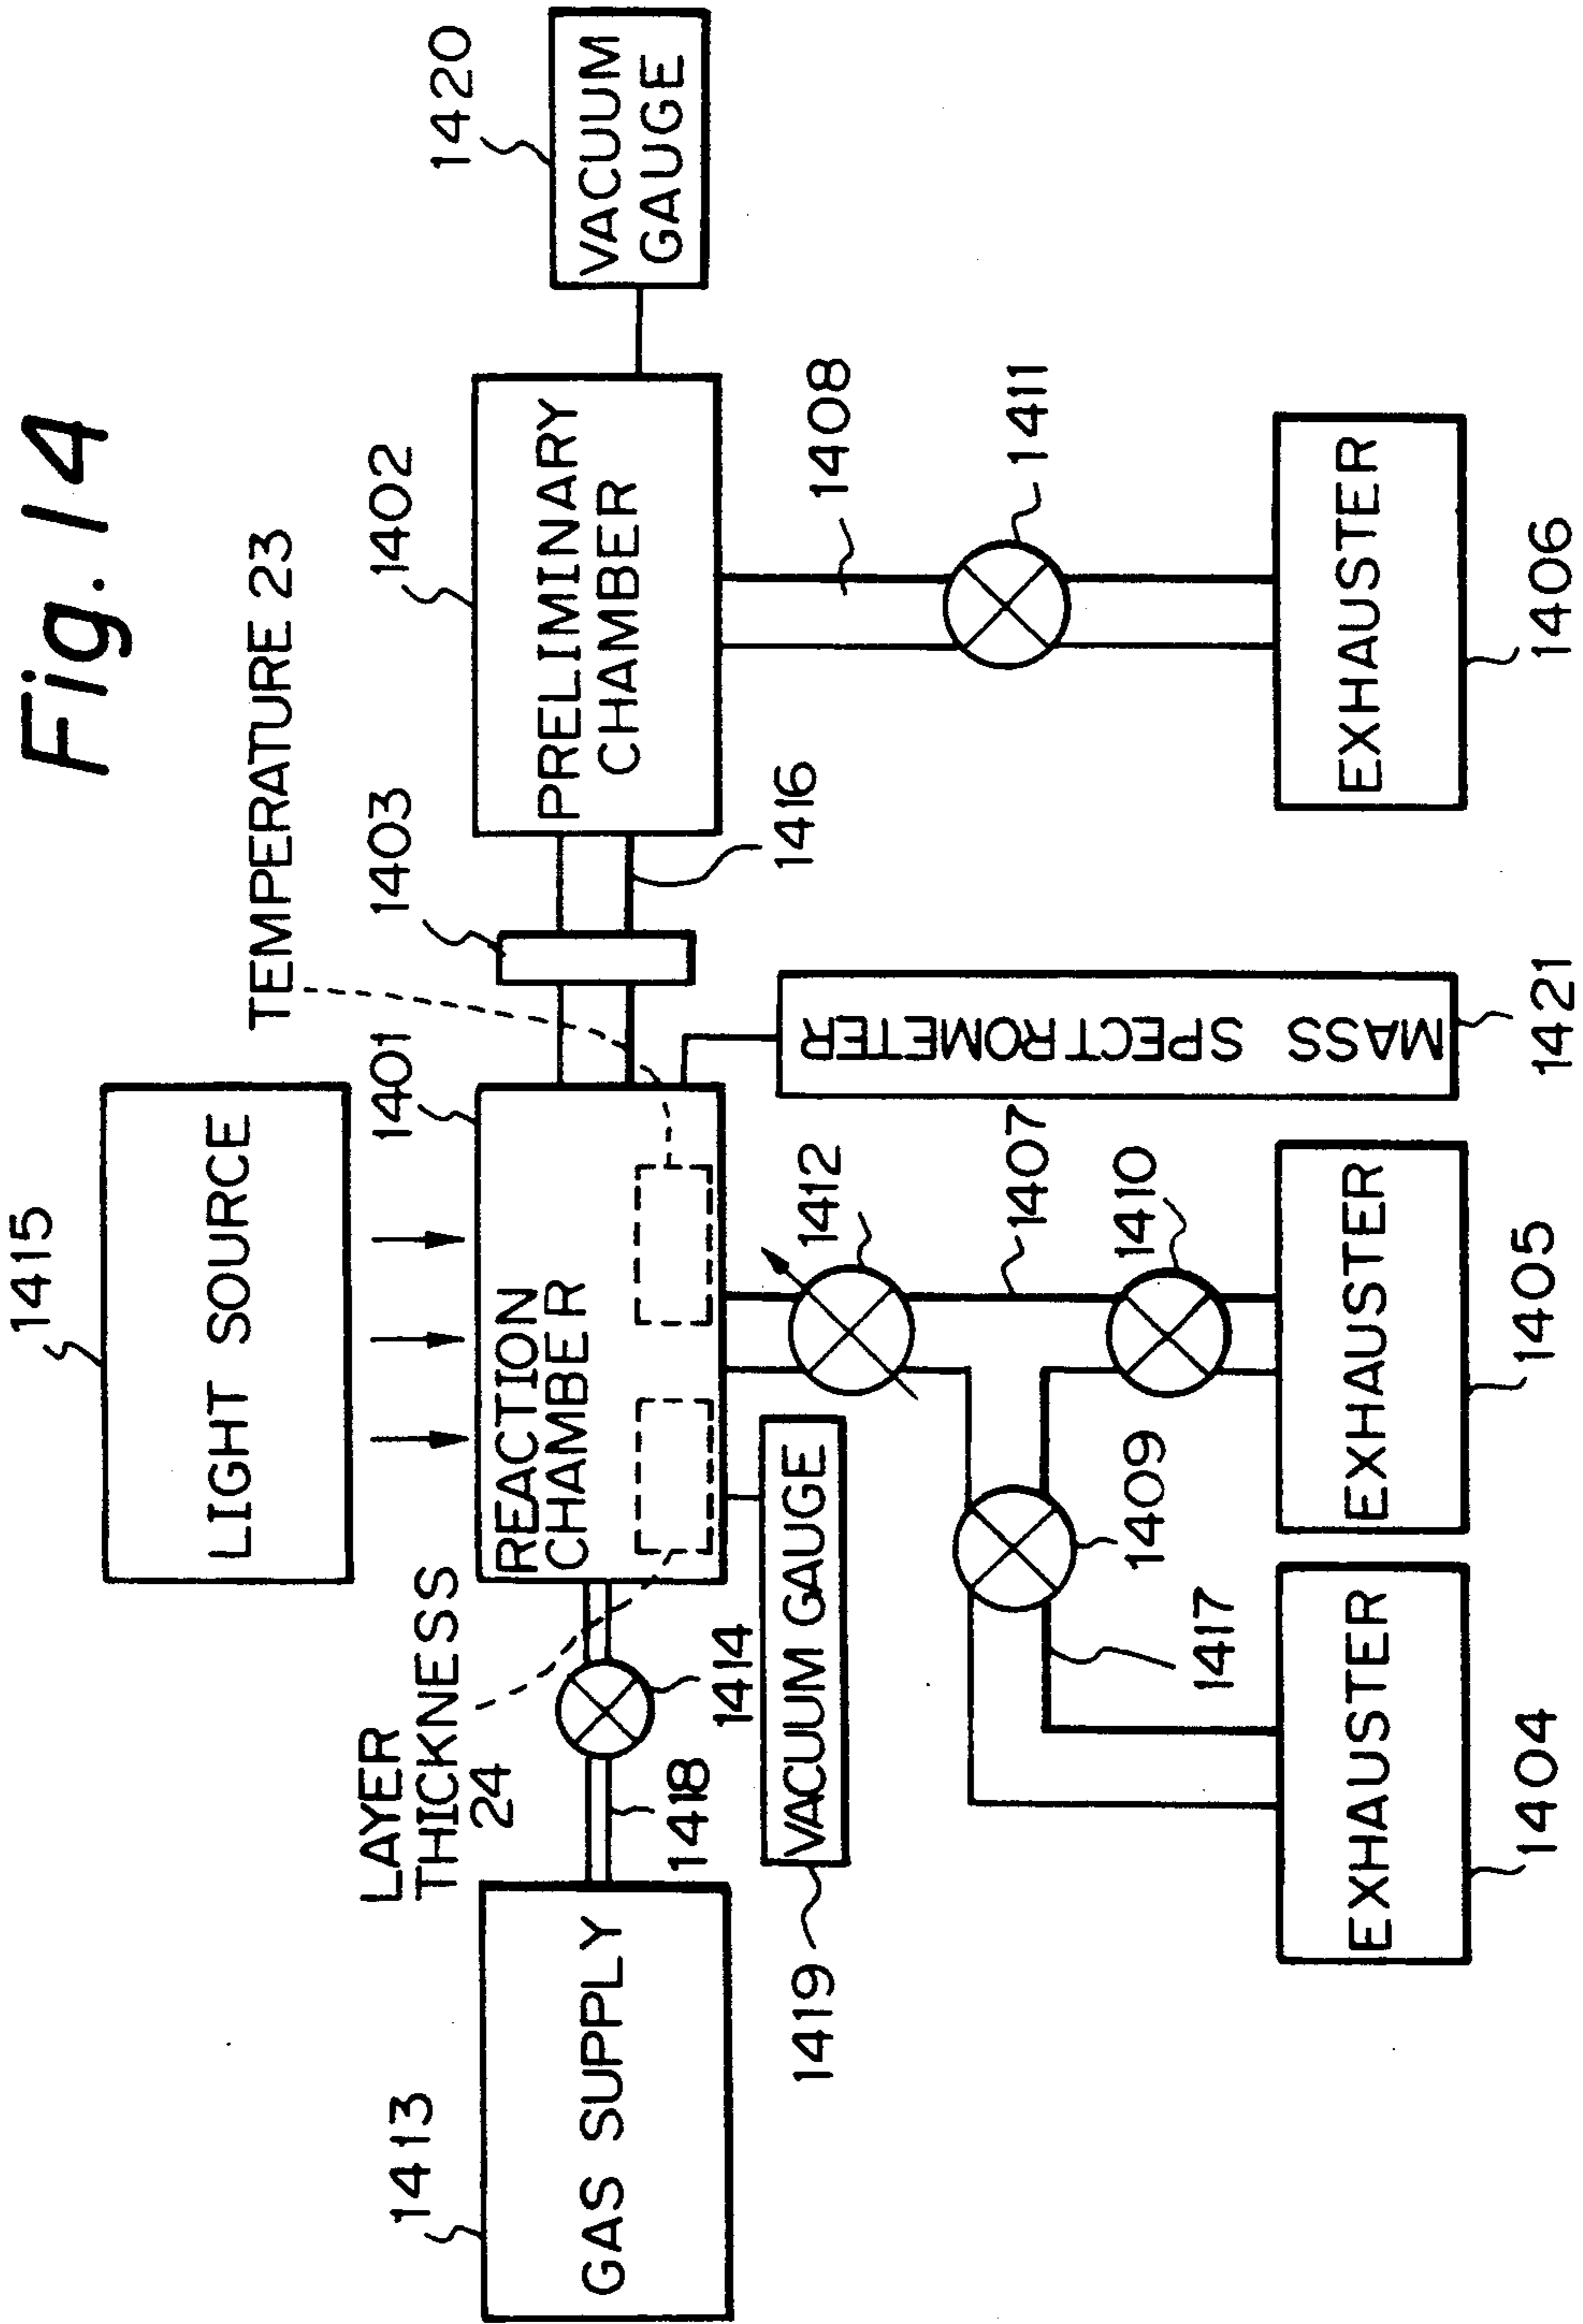 Fig. 14
1415
LIGHT SOURCE
TEMPERATURE 23
1401
1403
1402
1420
LAYER
THICKNESS
24
1413
GAS SUPPLY
REACTION
CHAMBER
PRELIMINARY
CHAMBER
VACUUM
GAUGE
1418
1414
1416
1419
VACUUM GAUGE
1412
MASS SPECTROMETER
1408
1407
1411
1417
1409
1410
EXHAUSTER
EXHAUSTER
EXHAUSTER
1404
1405
1421
1406